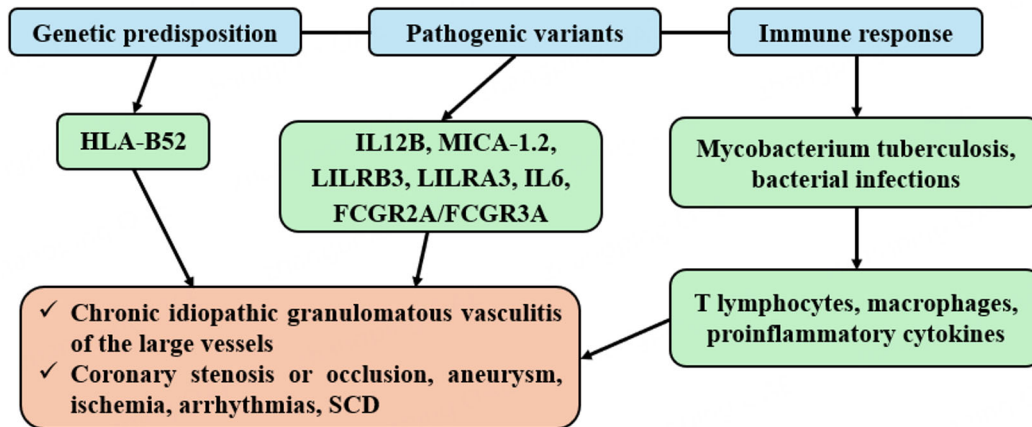 Genetic predisposition
Pathogenic variants
Immune response
HLA-B52
IL12B, MICA-1.2,
LILRB3, LILRA3, IL6,
FCGR2A/FCGR3A
Mycobacterium tuberculosis,
bacterial infections
T lymphocytes, macrophages,
proinflammatory cytokines
✓ Chronic idiopathic granulomatous vasculitis
of the large vessels
✓ Coronary stenosis or occlusion, aneurysm,
ischemia, arrhythmias, SCD